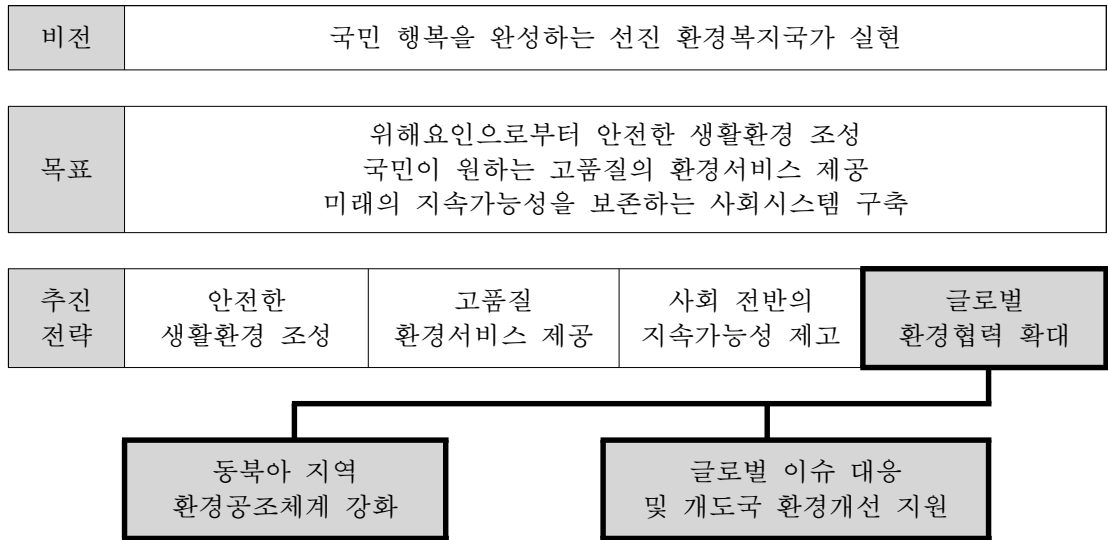 비전
국민 행복을 완성하는 선진 환경복지국가 실현
목표
위해요인으로부터 안전한 생활환경 조성
국민이 원하는 고품질의 환경서비스 제공
미래의 지속가능성을 보존하는 사회시스템 구축
추진
전략
안전한
생활환경 조성
고품질
환경서비스 제공
사회 전반의
지속가능성 제고
글로벌
환경협력 확대
동북아 지역
환경공조체계 강화
글로벌 이슈 대응
및 개도국 환경개선 지원